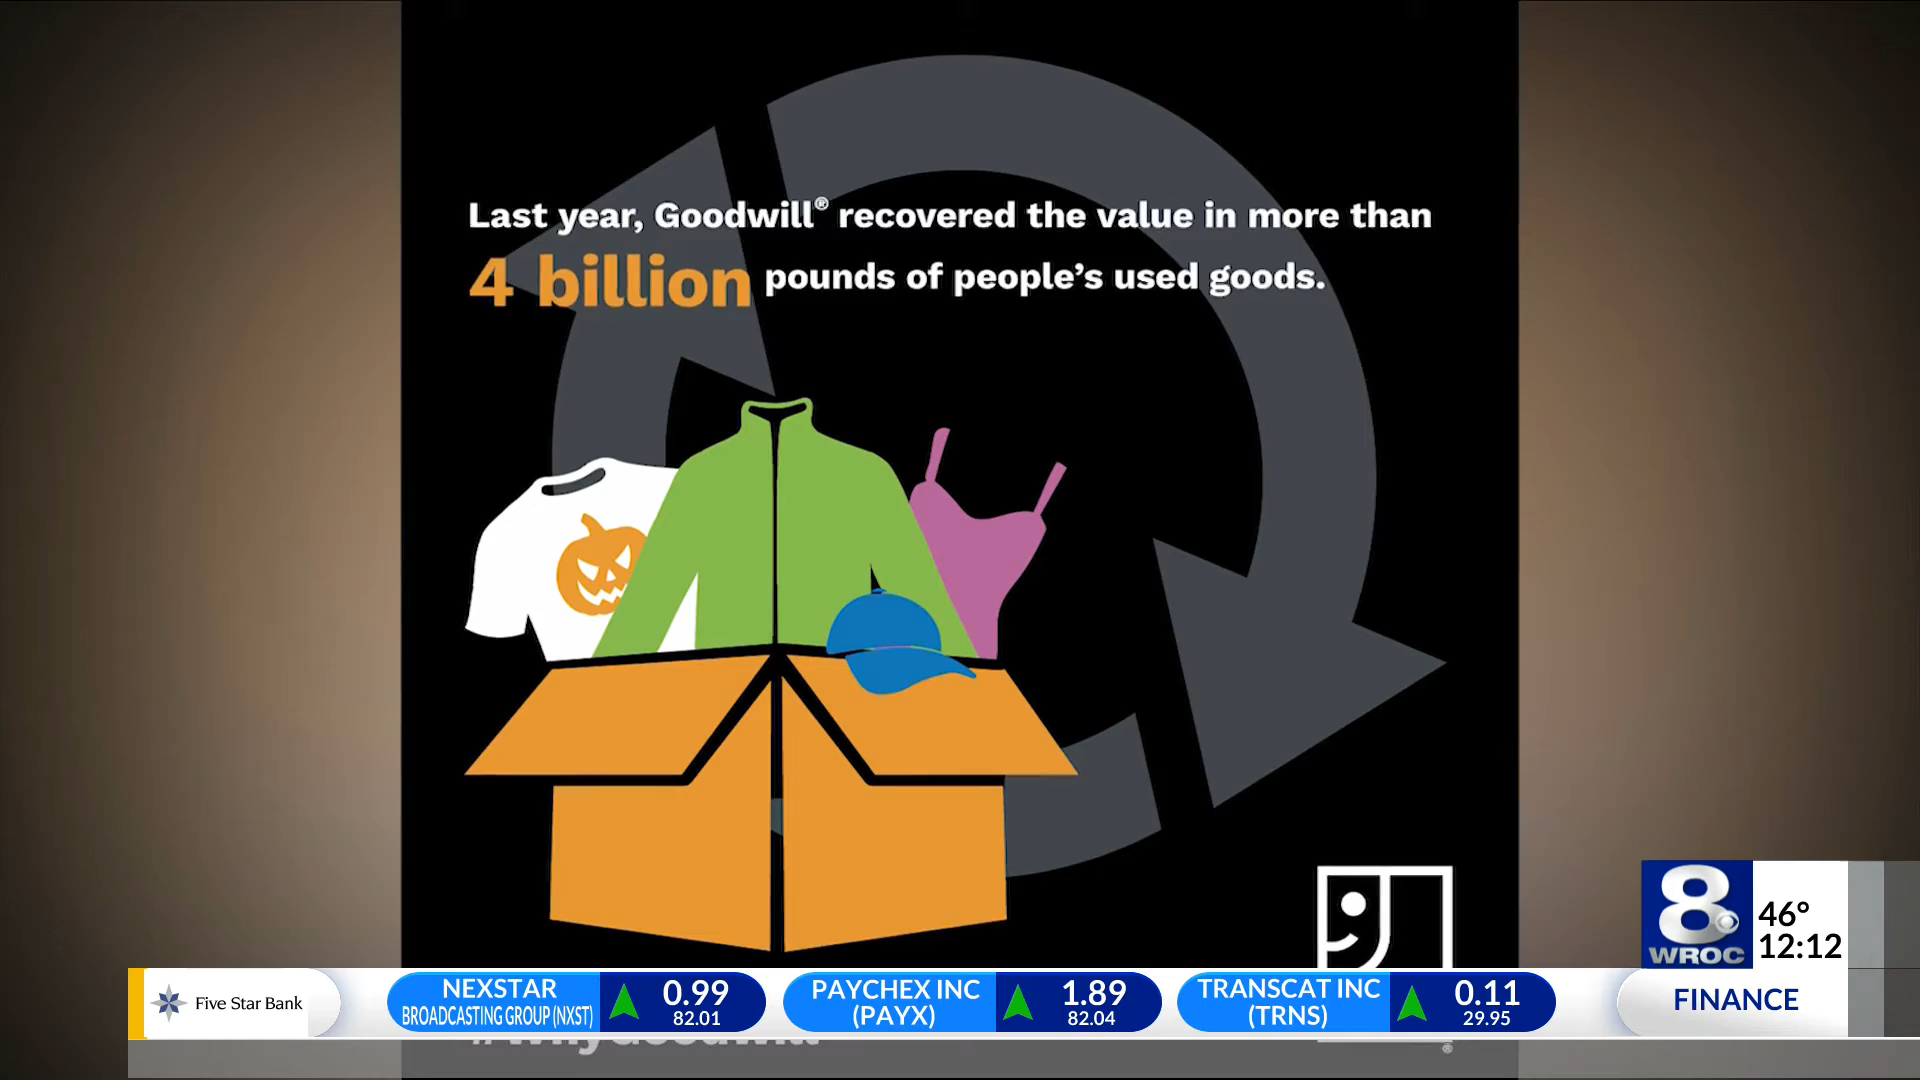 Last year, Goodwill® recovered the value in more than
4 billion pounds of people's used goods.
8
WROC
46°
12:12
Five Star Bank
NEXSTAR
BROADCASTING GROUP (NXST)
0.99
82.01
PAYCHEX INC
(PAYX)
1.89
82.04
TRANSCAT INC
(TRNS)
0.11
29.95
FINANCE
®